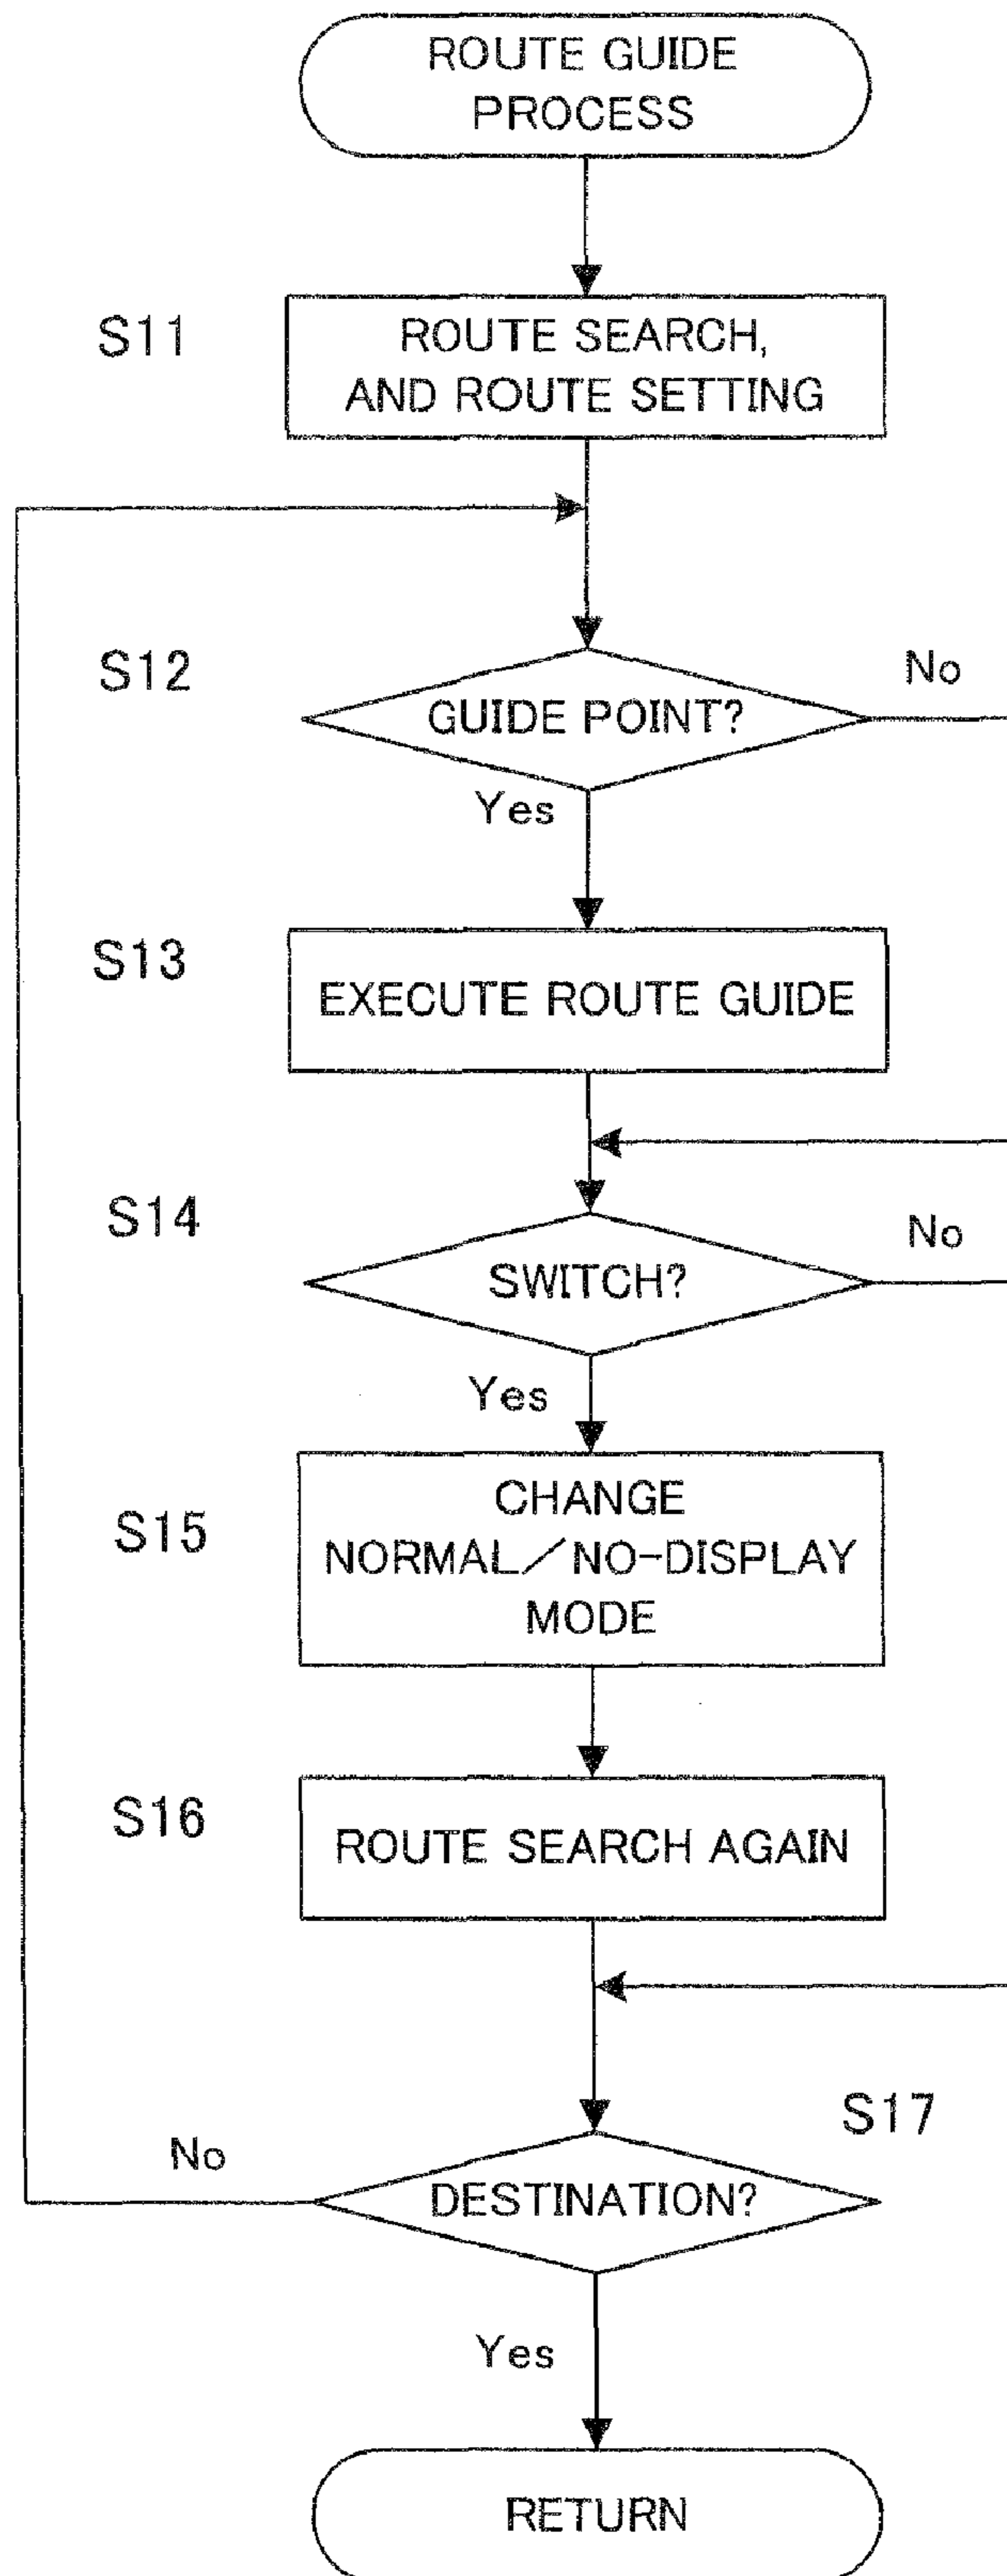 ROUTE GUIDE
PROCESS
S11
ROUTE SEARCH,
AND ROUTE SETTING
S12
No
GUIDE POINT?
Yes
S13
EXECUTE ROUTE GUIDE
S14
No
SWITCH?
Yes
S15
CHANGE
NORMAL／NO-DISPLAY
MODE
S16
ROUTE SEARCH AGAIN
S17
No
DESTINATION?
Yes
RETURN